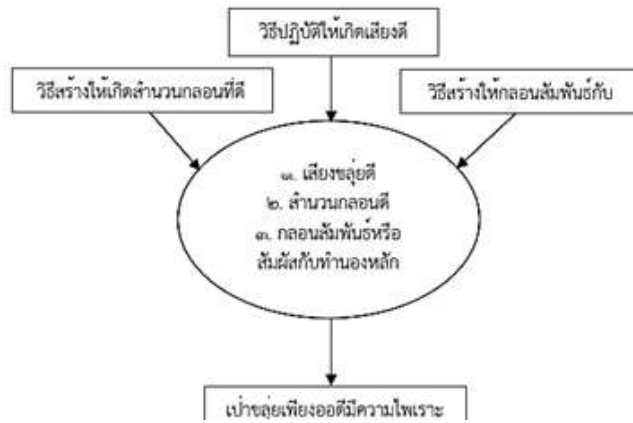 วิธีปฏิบัติให้เกิดเสียงดี
วิธีสร้างให้เกิดสำนวนกลอนที่ดี
วิธีสร้างให้กลอนสัมพันธ์กับ
๑. เสียงขลุ่ยดี
๒. สำนวนกลอนดี
๓. กลอนสัมพันธ์หรือ
สัมผัสกับทำนองหลัก
เป่าขลุ่ยเพียงออดีมีความไพเราะ